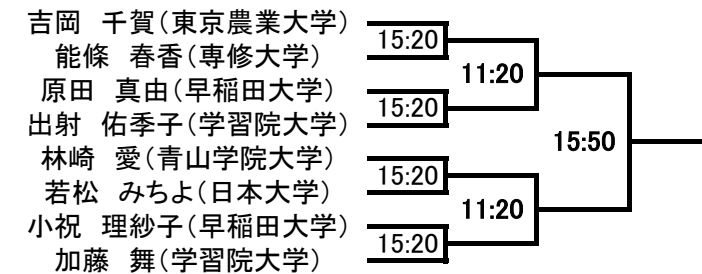 吉岡　千賀（東京農業大学）
15:20
能條　春香（専修大学）
11:20
原田　真由（早稲田大学）
15:20
出射　佑季子（学習院大学）
15:50
林崎　愛（青山学院大学）
15:20
若松　みちよ（日本大学）
11:20
小祝　理紗子（早稲田大学）
15:20
加藤　舞（学習院大学）